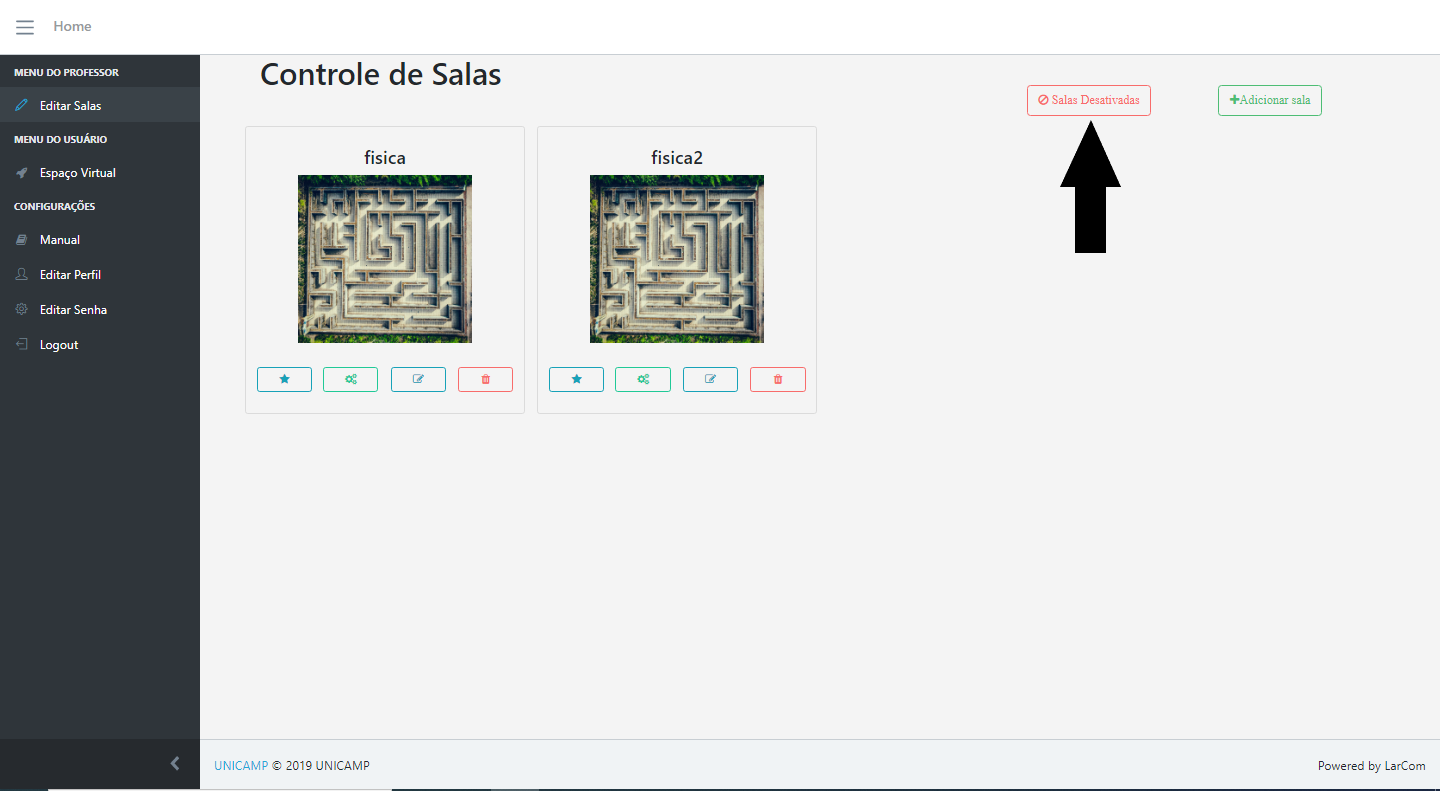 Home
MENU DO PROFESSOR
Editar Salas
MENU DO USUÁRIO
Espaço Virtual
CONFIGURAÇÕES
Manual
Editar Perfil
Editar Senha
Logout
Controle de Salas
Salas Desativadas
Adicionar sala
fisica
fisica2
UNICAMP © 2019 UNICAMP
Powered by LarCom